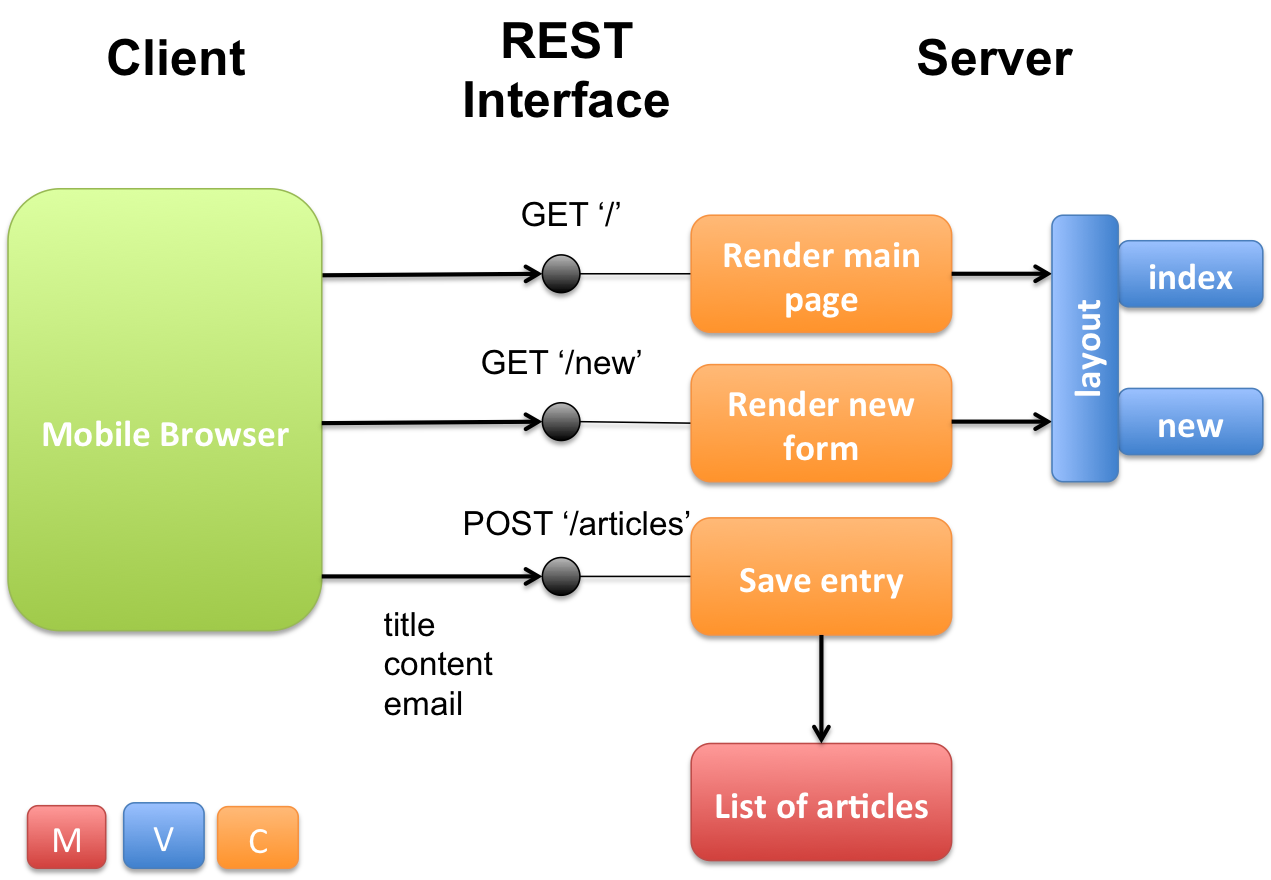 Client
REST
Interface
Server
GET ‘/’
Render main
page
index
layout
GET ‘/new’
Render new
form
new
Mobile Browser
POST ‘/articles’
Save entry
title
content
email
List of articles
M
V
C